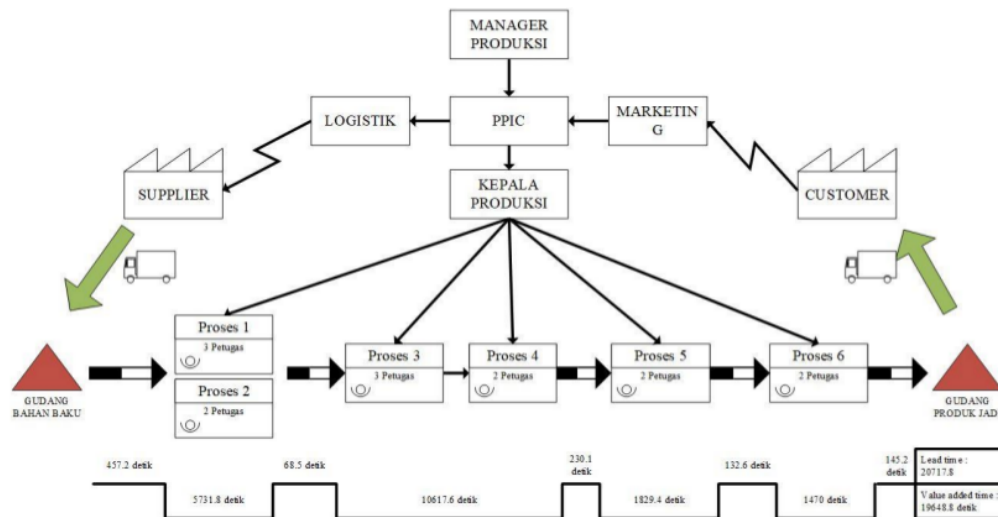 MANAGER
PRODUKSI
LOGISTIK
PPIC
MARKETIN
G
SUPPLIER
KEPALA
PRODUKSI
CUSTOMER
Proses 1
3 Petugas
Proses 2
2 Petugas
Proses 3
3 Petugas
Proses 4
2 Petugas
Proses 5
2 Petugas
Proses 6
2 Petugas
GUDANG
BAHAN BAKU
GUDANG
PRODUK JAD
457.2 detik
68.5 detik
230.1
detik
132.6 detik
145.2
detik
Lead time :
20717.8
5731.8 detik
10617.6 detik
1829.4 detik
1470 detik
Value added time :
19648.8 detik